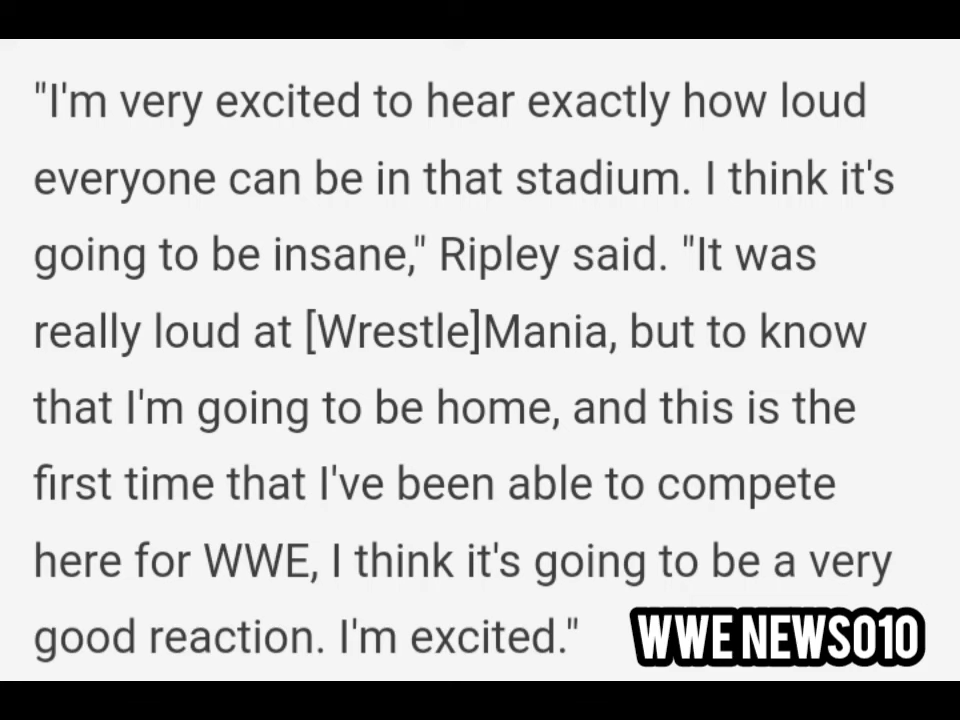 "I'm very excited to hear exactly how loud
everyone can be in that stadium. I think it's
going to be insane," Ripley said. "It was
really loud at [Wrestle]Mania, but to know
that I'm going to be home, and this is the
first time that I've been able to compete
here for WWE, I think it's going to be a very
good reaction. I'm excited."
WWE NEWS010